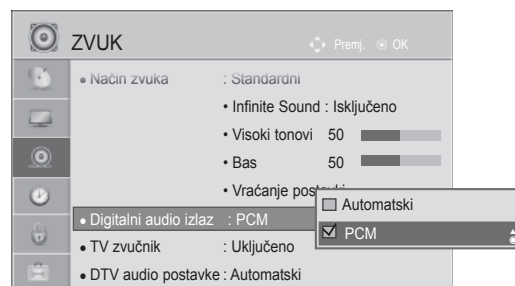 ZVUK
Premj. OK
• Način zvuka : Standardni
• Infinite Sound : Isključeno
• Visoki tonovi 50
• Bas 50
• Vraćanje postavki
Automatski
• Digitalni audio izlaz : PCM
PCM
• TV zvučnik : Uključeno
• DTV audio postavke : Automatski